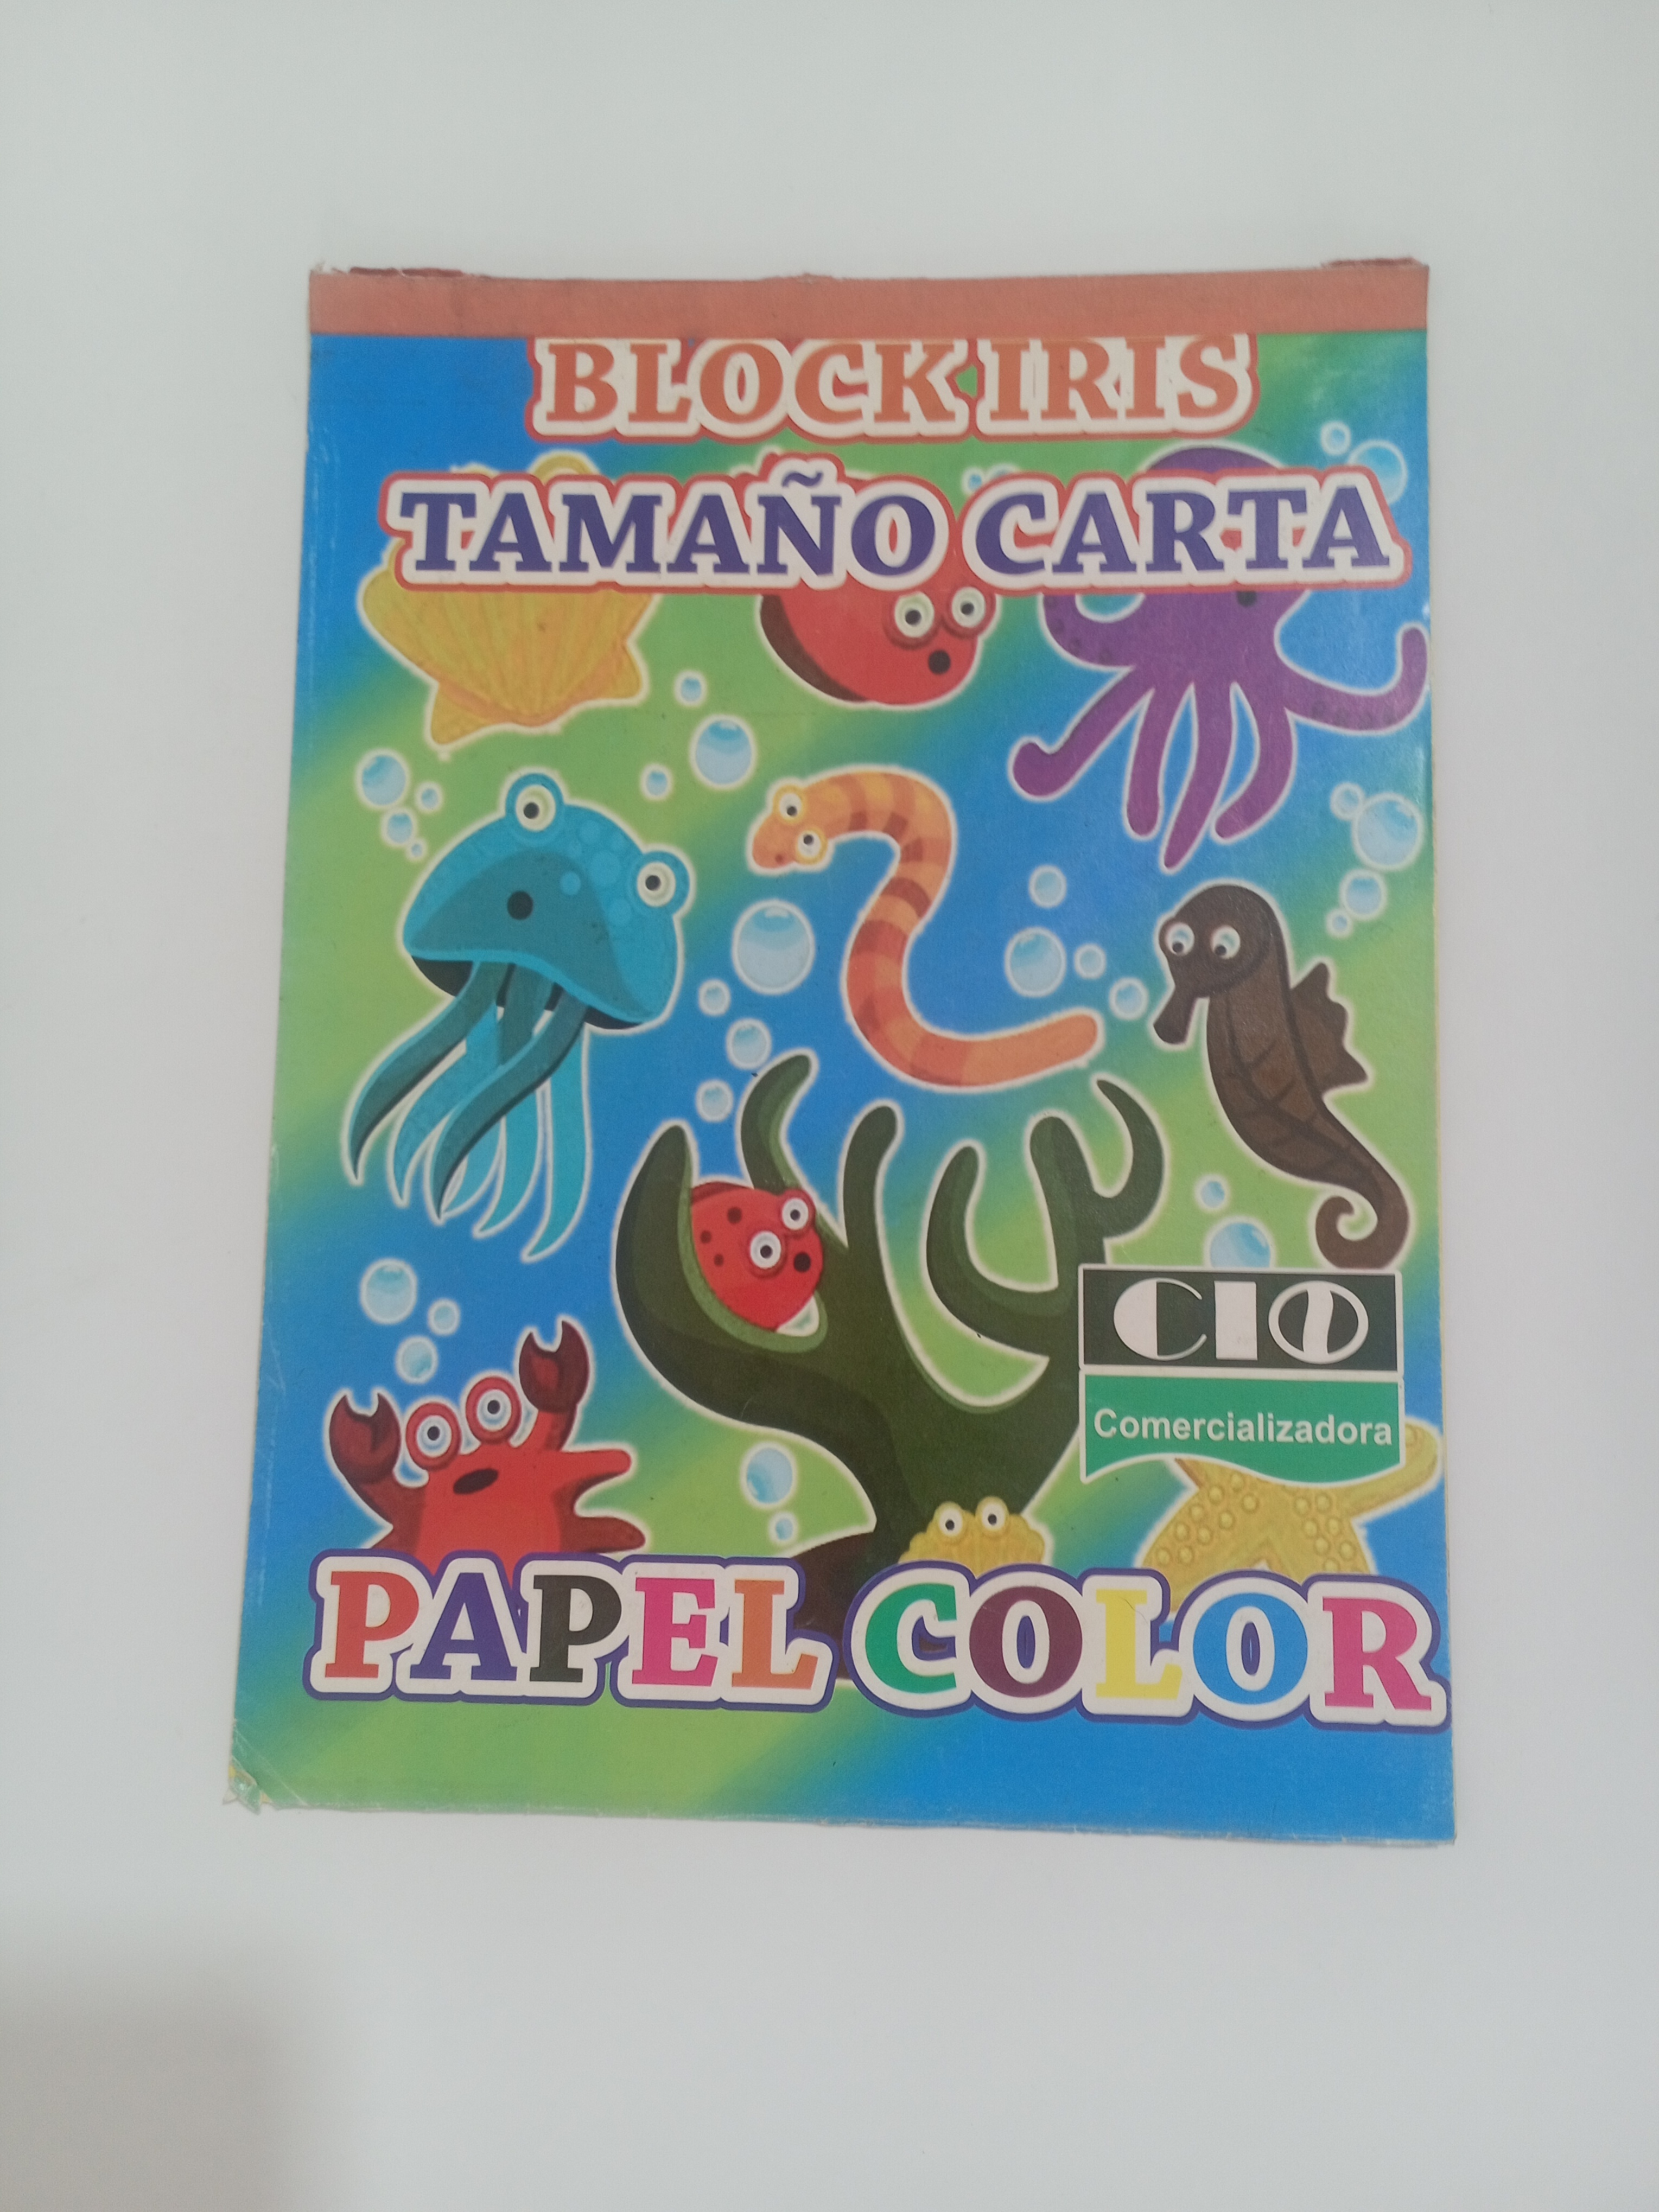 BLOCK IRIS
TAMAÑO CARTA
CIO
Comercializadora
PAPEL COLOR